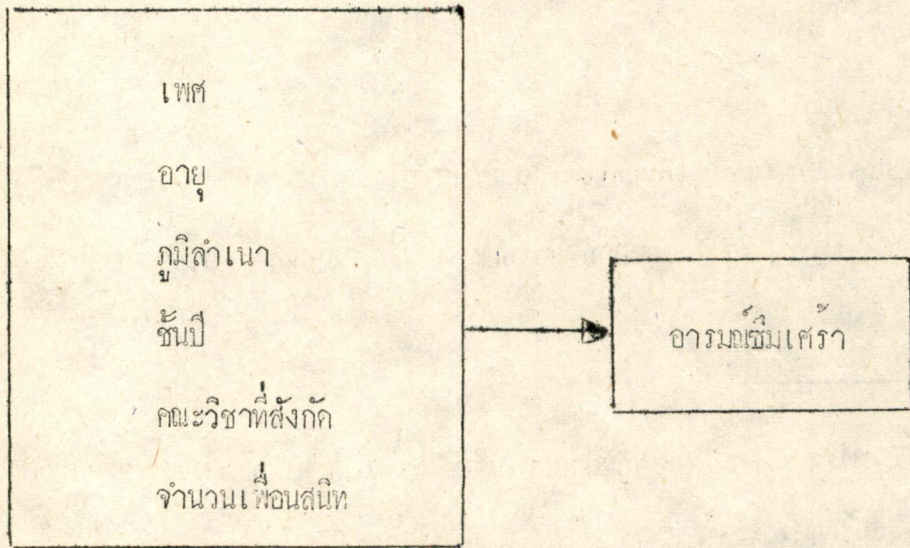 เพศ
อายุ
ภูมิลำเนา
ชั้นปี
คณะวิชาที่สังกัด
จำนวนเพื่อนสนิท
อารมณ์ซึมเศร้า